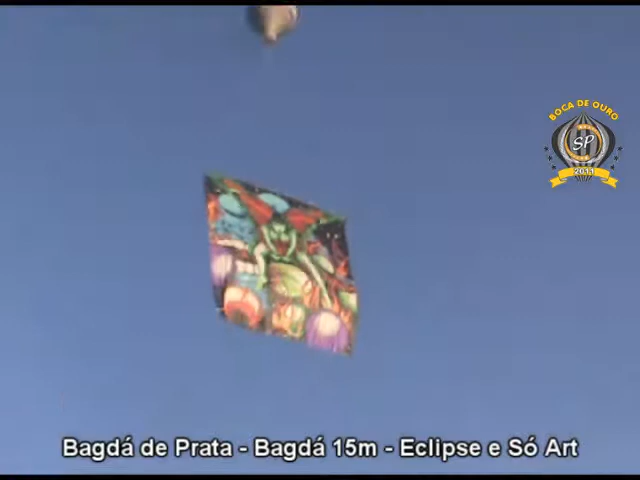 BOCA DE OURO
SP
2011
Bagdá de Prata - Bagdá 15m - Eclipse e Só Art